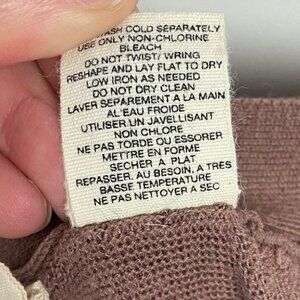 WASH COLD SEPARATELY
USE ONLY NON-CHLORINE
BLEACH
DO NOT TWIST/ WRING
RESHAPE AND LAY FLAT TO DRY
LOW IRON AS NEEDED
DO NOT DRY CLEAN
LAVER SEPAREMENT A LA MAIN
AL'EAU FROIDE
UTILISER UN JAVELLISANT
NON CHLORE
NE PAS TORDE OU ESSORER
METTRE EN FORME
SECHER A PLAT
REPASSER, AU BESOIN, A TRES
BASSE TEMPERATURE
NE PAS NETTOYER A SEC